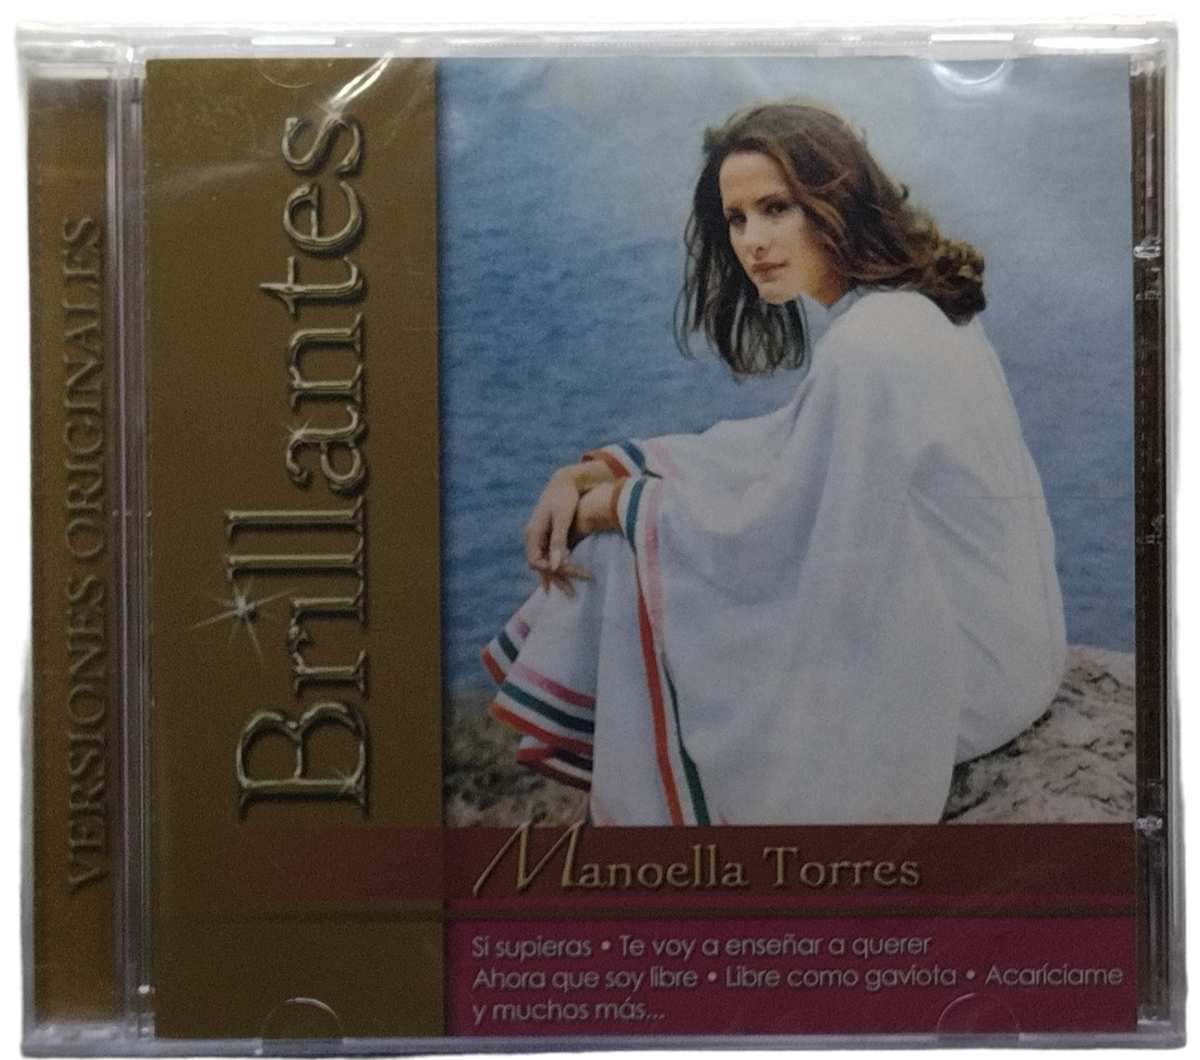 VERSIONES ORIGINALES
Brillantes
Manoella Torres
Si supieras • Te voy a enseñar a querer
Ahora que soy libre • Libre como gaviota • Acaríciame
y muchos más...